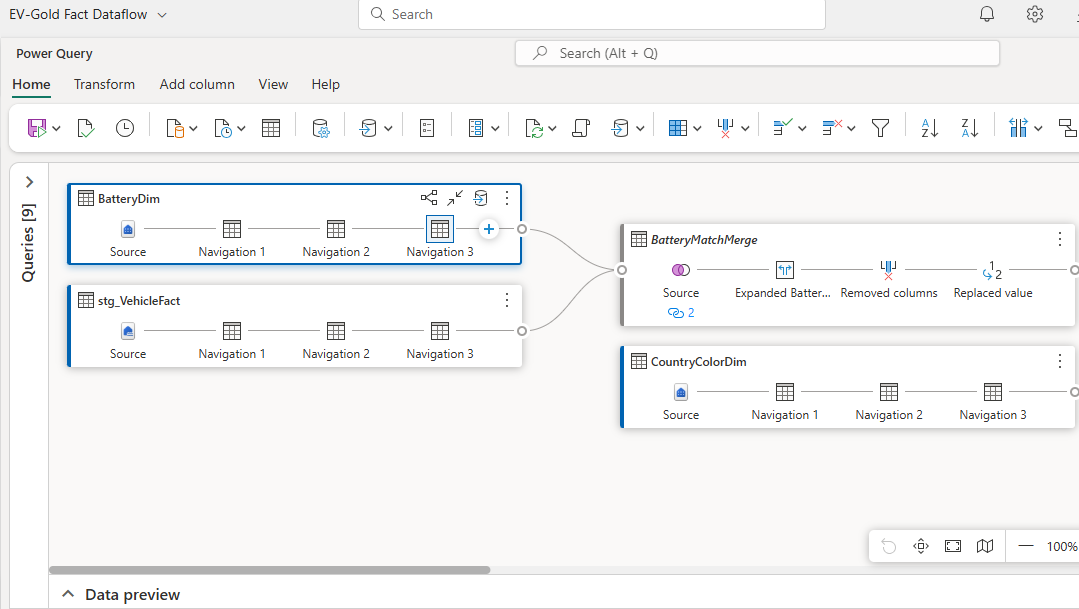 EV-Gold Fact Dataflow
Search
Power Query
Search (Alt + Q)
Home Transform Add column View Help
Queries [9]
BatteryDim
Source Navigation 1 Navigation 2 Navigation 3
stg_VehicleFact
Source Navigation 1 Navigation 2 Navigation 3
BatteryMatchMerge
Source Expanded Batter... Removed columns Replaced value
2
CountryColorDim
Source Navigation 1 Navigation 2 Navigation 3
100%
Data preview